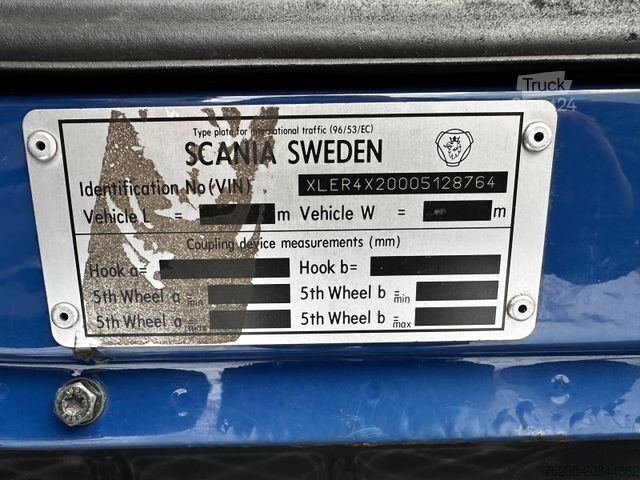 Truck
24
Type plate for international traffic (96/53/EC)
SCANIA SWEDEN
Identification No (VIN) XLER4X20005128764
Vehicle L = m Vehicle W = m
Coupling device measurements (mm)
Hook a= Hook b=
5th Wheel a min 5th Wheel b = min
5th Wheel a max 5th Wheel b = max